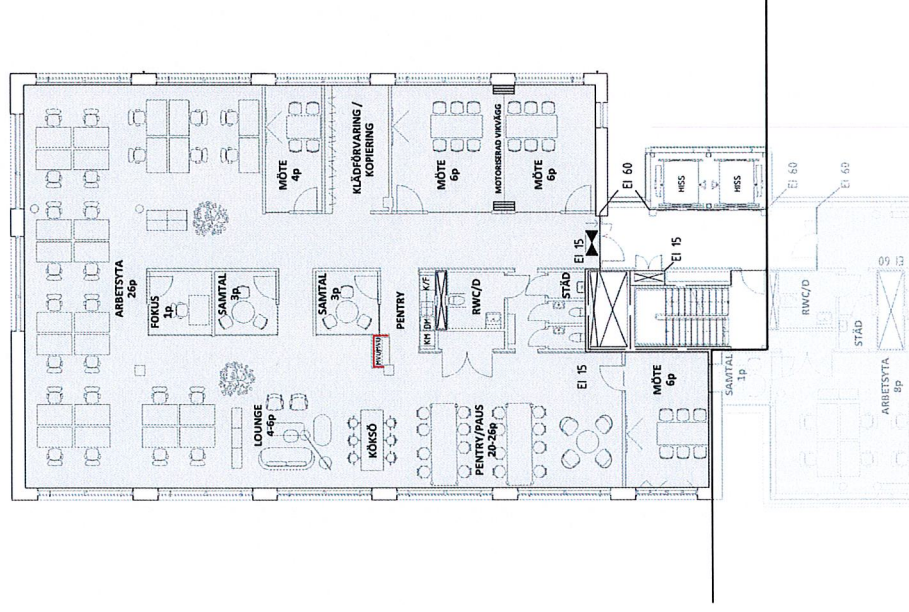 ARBETSYTA
26p
FOKUS
1p
SAMTAL
3p
SAMTAL
3p
LOUNGE
4-6p
KÖKSÖ
PENTRY
KM
DM
K/F
PENTRY/PAUS
20-26p
RWC/D
STÄD
MÖTE
4p
KLÄDFÖRVARING /
KOPIERING
MÖTE
6p
MOTORISERAD VIKVÄGG
MÖTE
6p
EI 60
EI 15
EI 15
EI 15
MÖTE
6p
HISS
HISS
EI 60
EI 60
EI 60
RWC/D
STÄD
SAMTAL
1p
ARBETSYTA
8p